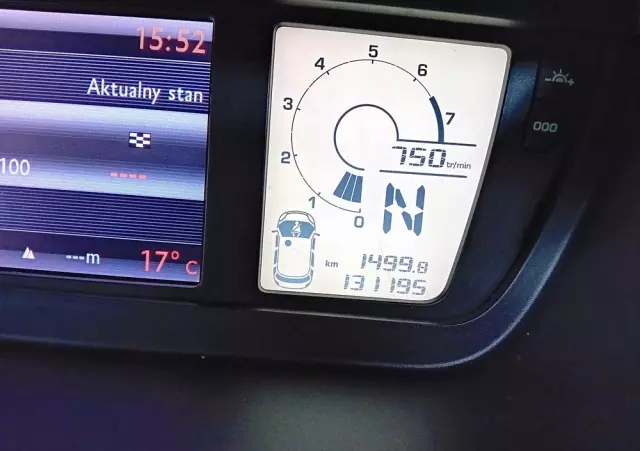 15:52
Aktualny stan
100
----
---m
17° C
5
4
6
3
7
2
1
0
750 tr/min
N
km 1499.8
131195
000